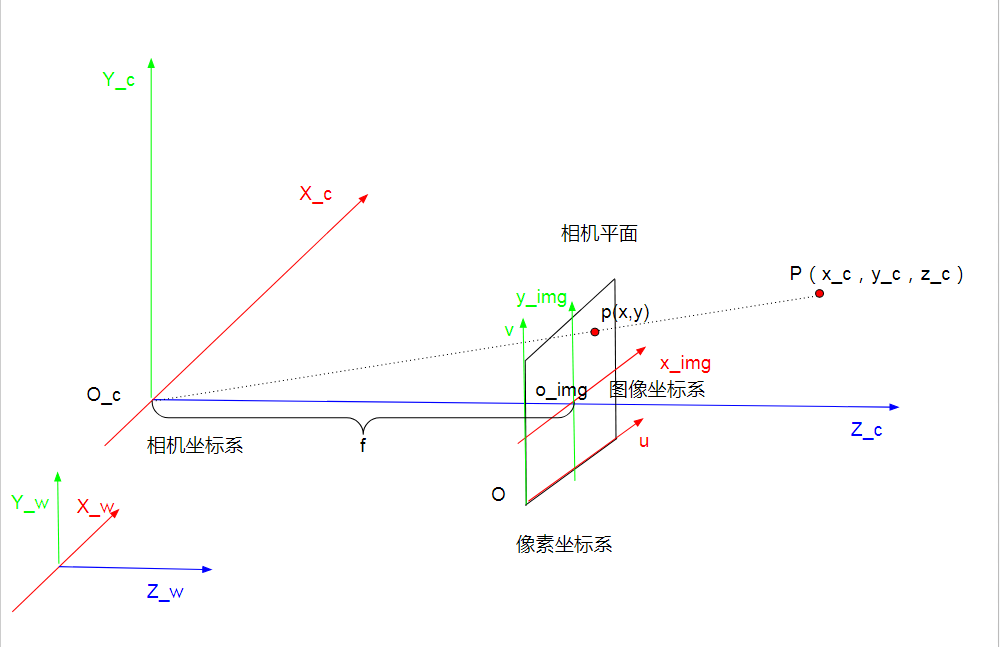 Y_c
X_c
相机平面
P（x_c，y_c，z_c）
y_img
p(x,y)
v
x_img
O_c
o_img
图像坐标系
Z_c
相机坐标系
f
u
O
Y_w
X_w
像素坐标系
Z_w